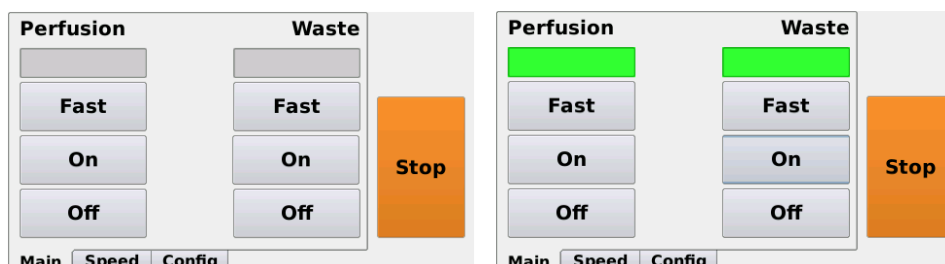 Perfusion Waste
Fast Fast
On On Stop
Off Off
Main Speed Config
Perfusion Waste
Fast Fast
On On Stop
Off Off
Main Speed Config